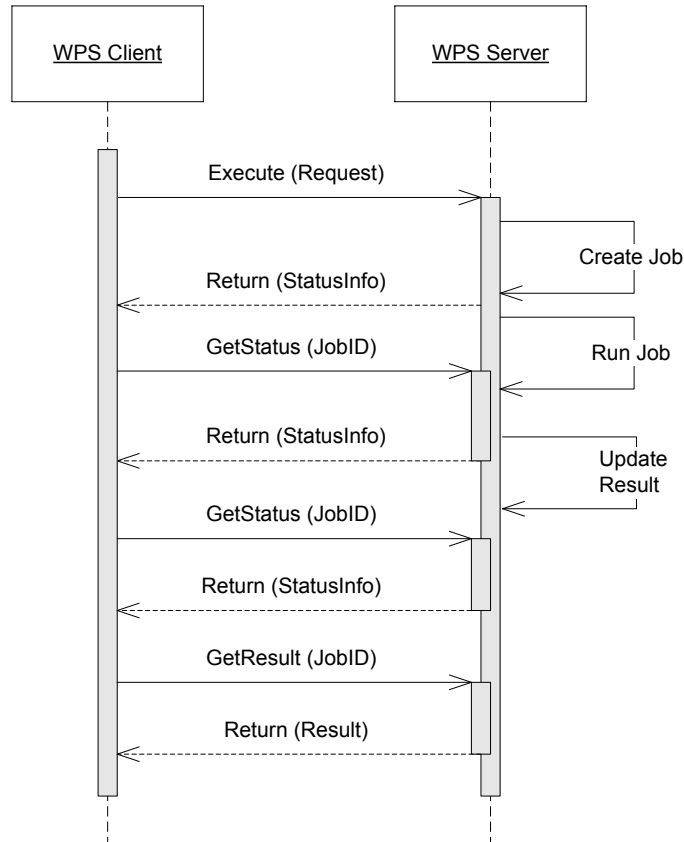 WPS Client
WPS Server
Execute (Request)
Create Job
Return (StatusInfo)
GetStatus (JobID)
Run Job
Return (StatusInfo)
Update
Result
GetStatus (JobID)
Return (StatusInfo)
GetResult (JobID)
Return (Result)